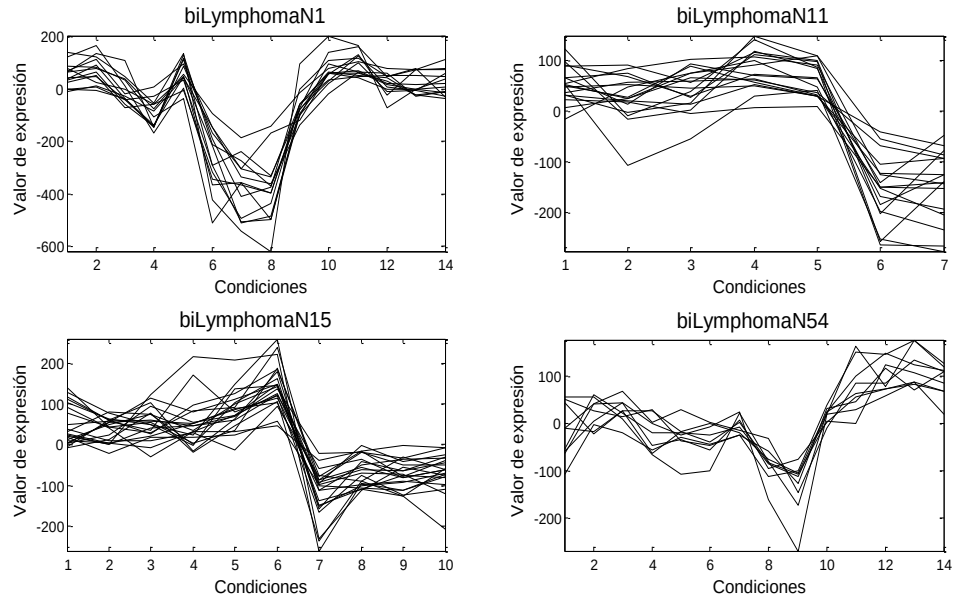 biLymphomaN1
Valor de expresión
200
0
-200
-400
-600
2 4 6 8 10 12 14
Condiciones
biLymphomaN11
Valor de expresión
100
0
-100
-200
1 2 3 4 5 6 7
Condiciones
biLymphomaN15
Valor de expresión
200
100
0
-100
-200
1 2 3 4 5 6 7 8 9 10
Condiciones
biLymphomaN54
Valor de expresión
100
0
-100
-200
2 4 6 8 10 12 14
Condiciones